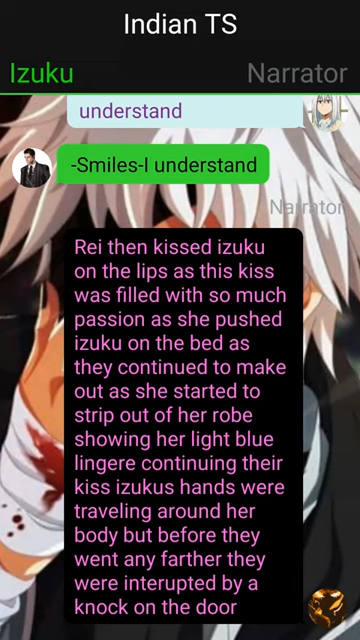 Indian TS
Izuku
Narrator
understand
-Smiles-I understand
Narrator
Rei then kissed izuku
on the lips as this kiss
was filled with so much
passion as she pushed
izuku on the bed as
they continued to make
out as she started to
strip out of her robe
showing her light blue
lingere continuing their
kiss izukus hands were
traveling around her
body but before they
went any farther they
were interupted by a
knock on the door